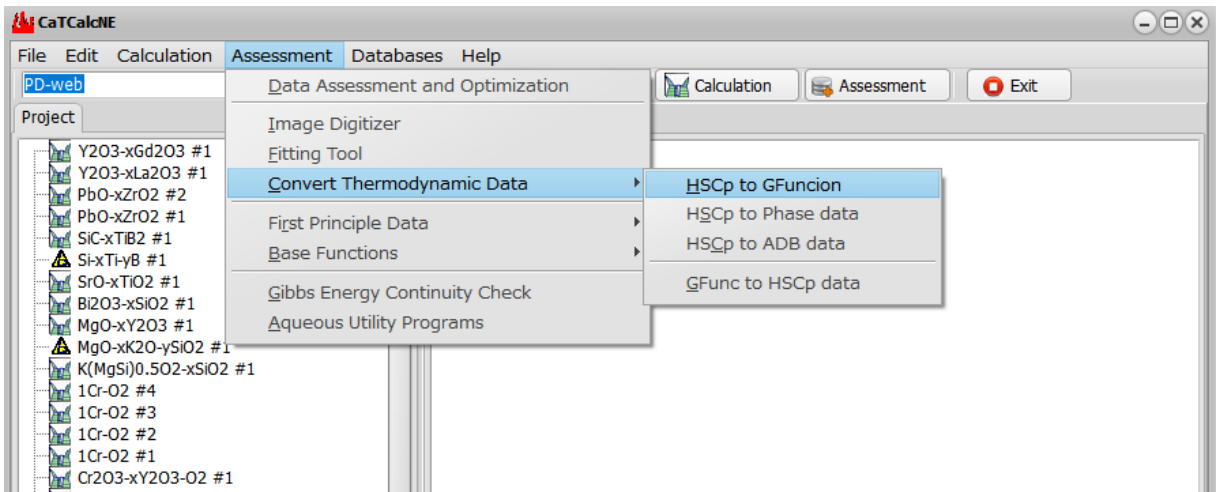 CaTCalcNE
File Edit Calculation Assessment Databases Help
PD-web
Calculation
Assessment
Exit
Project
Data Assessment and Optimization
Image Digitizer
Fitting Tool
Convert Thermodynamic Data
First Principle Data
Base Functions
Gibbs Energy Continuity Check
Aqueous Utility Programs
HSCp to GFuncion
HSCp to Phase data
HSCp to ADB data
GFunc to HSCp data
Y2O3-xGd2O3 #1
Y2O3-xLa2O3 #1
PbO-xZrO2 #2
PbO-xZrO2 #1
SiC-xTiB2 #1
Si-xTi-yB #1
SrO-xTiO2 #1
Bi2O3-xSiO2 #1
MgO-xY2O3 #1
MgO-xK2O-ySiO2 #1
K(MgSi)0.5O2-xSiO2 #1
1Cr-O2 #4
1Cr-O2 #3
1Cr-O2 #2
1Cr-O2 #1
Cr2O3-xY2O3-O2 #1